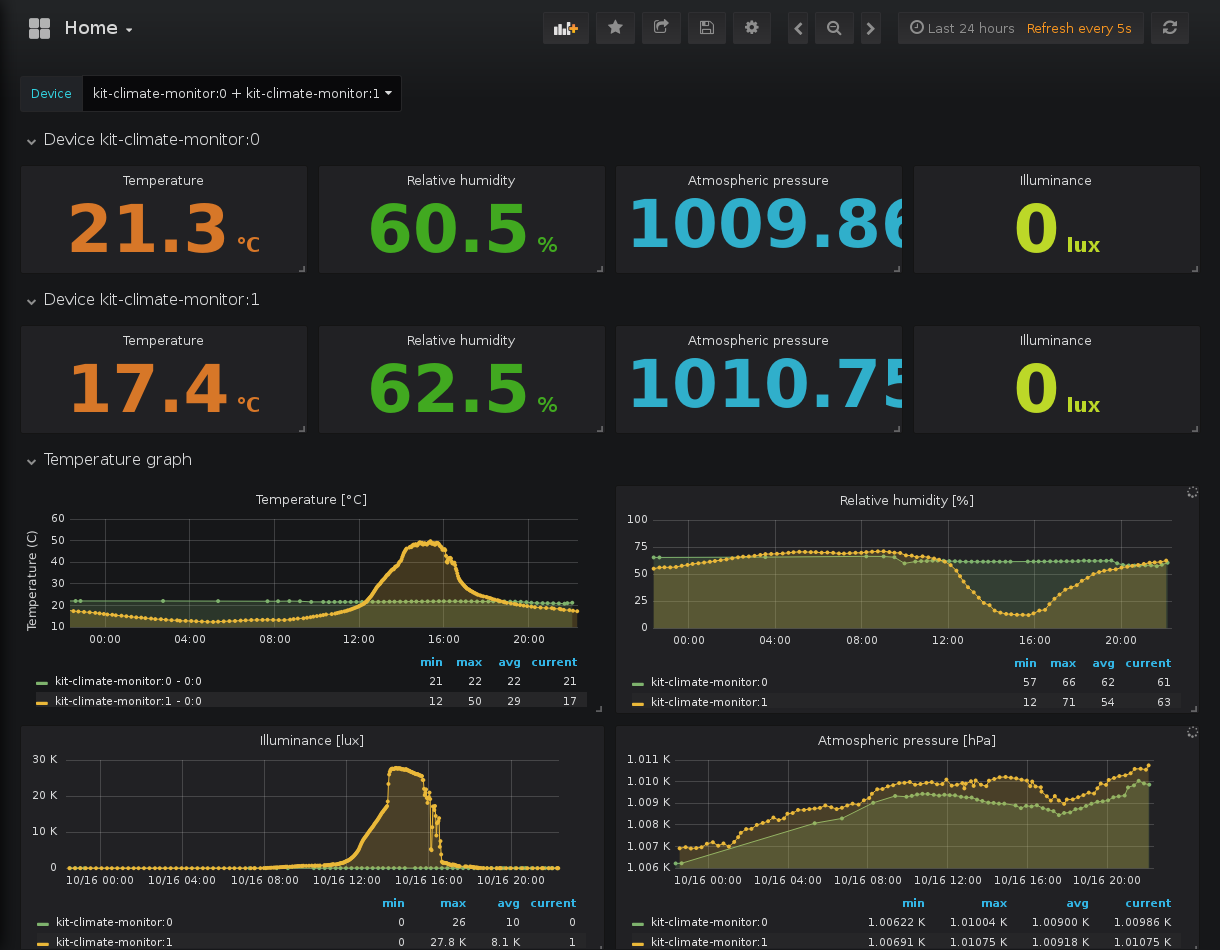 Home
Last 24 hours Refresh every 5s
Device kit-climate-monitor:0 + kit-climate-monitor:1
Device kit-climate-monitor:0
Temperature Relative humidity Atmospheric pressure Illuminance
21.3 °C 60.5 % 1009.86 0 lux
Device kit-climate-monitor:1
Temperature Relative humidity Atmospheric pressure Illuminance
17.4 °C 62.5 % 1010.75 0 lux
Temperature graph
Temperature [°C]
Temperature (C)
60
50
40
30
20
10
00:00 04:00 08:00 12:00 16:00 20:00
min max avg current
kit-climate-monitor:0 - 0:0 21 22 22 21
kit-climate-monitor:1 - 0:0 12 50 29 17
Relative humidity [%]
100
75
50
25
0
00:00 04:00 08:00 12:00 16:00 20:00
min max avg current
kit-climate-monitor:0 57 66 62 61
kit-climate-monitor:1 12 71 54 63
Illuminance [lux]
30 K
20 K
10 K
0
10/16 00:00 10/16 04:00 10/16 08:00 10/16 12:00 10/16 16:00 10/16 20:00
min max avg current
kit-climate-monitor:0 0 26 10 0
kit-climate-monitor:1 0 27.8 K 8.1 K 1
Atmospheric pressure [hPa]
1.011 K
1.010 K
1.009 K
1.008 K
1.007 K
1.006 K
10/16 00:00 10/16 04:00 10/16 08:00 10/16 12:00 10/16 16:00 10/16 20:00
min max avg current
kit-climate-monitor:0 1.00622 K 1.01004 K 1.00900 K 1.00986 K
kit-climate-monitor:1 1.00691 K 1.01075 K 1.00918 K 1.01075 K